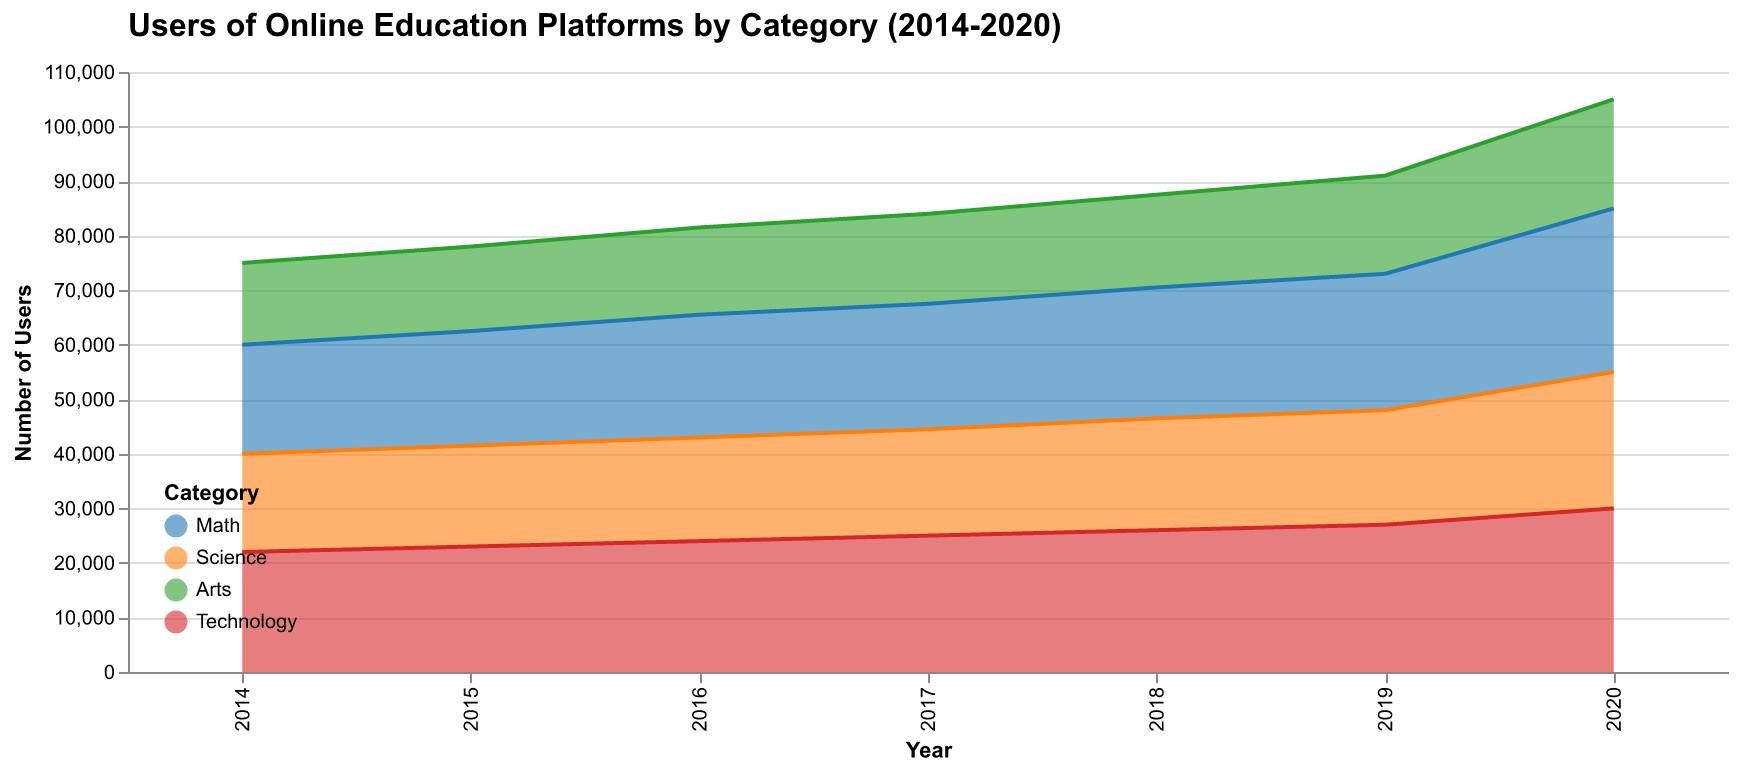 Users of Online Education Platforms by Category (2014-2020)
110,000
100,000
90,000
80,000
70,000
60,000
50,000
40,000
30,000
20,000
10,000
0
Number of Users
Category
Math
Science
Arts
Technology
2014
2015
2016
2017
2018
2019
2020
Year